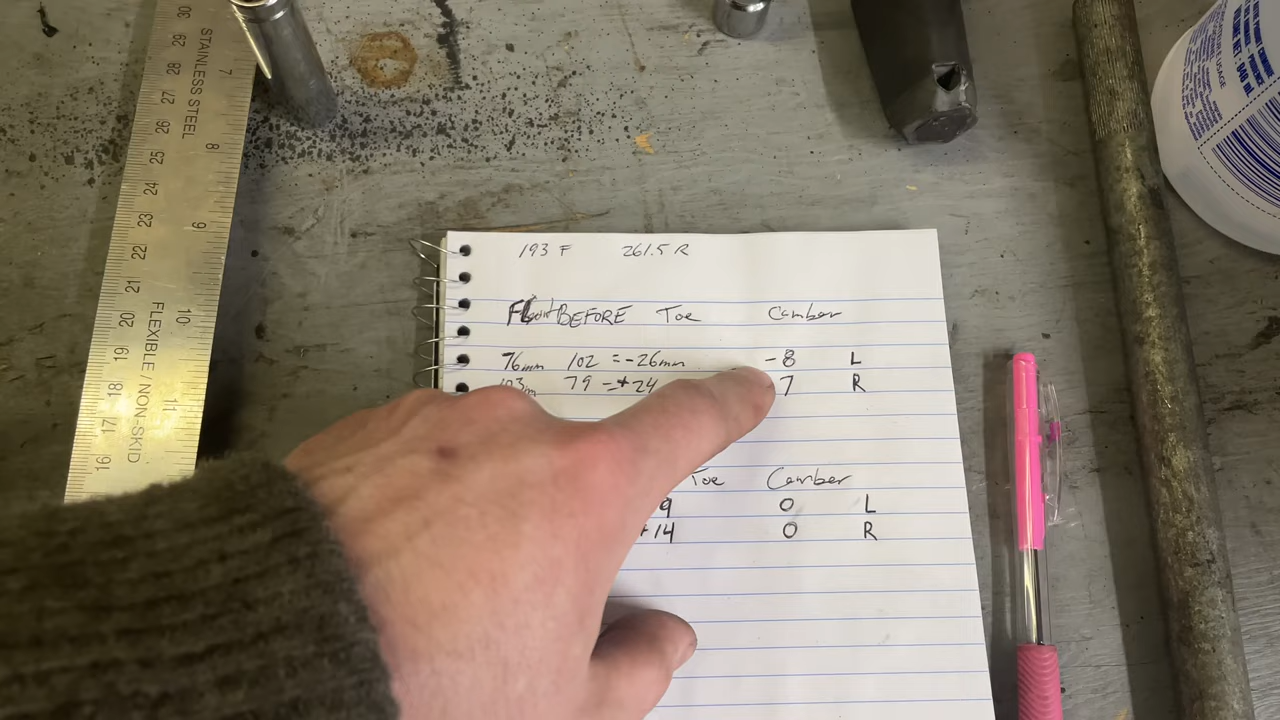 193 F 261.5 R
BEFORE Toe Camber
76mm 102 = -26mm -8 L
79 = +24 7 R
Toe Camber
9 0 L
+14 0 R
STAINLESS STEEL
FLEXIBLE NON-SKID
30
29
28
27
26
25
24
23
22
21
20
19
18
17
16
7
8
9
10
11
USAGE